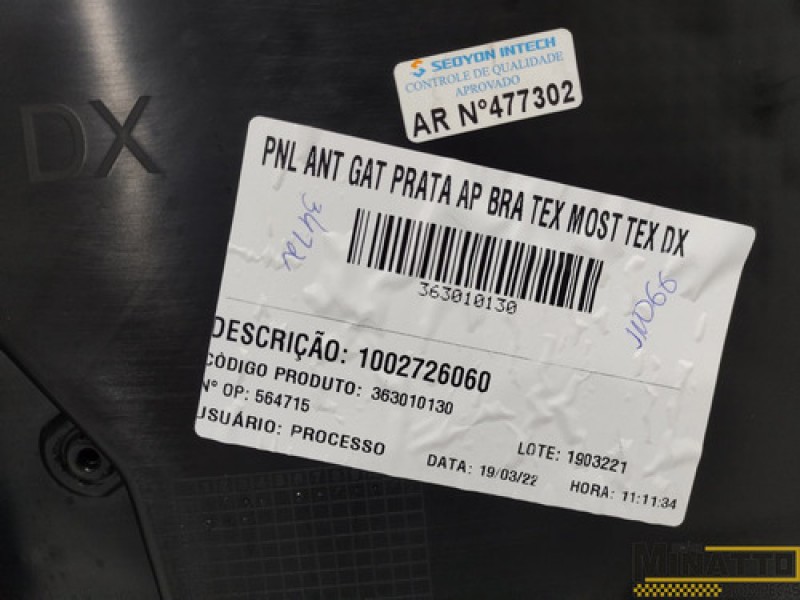 SEOYON INTECH
CONTROLE DE QUALIDADE
APROVADO
AR Nº477302
DX
PNL ANT GAT PRATA AP BRA TEX MOST TEX DX
363010130
DESCRIÇÃO: 1002726060
CÓDIGO PRODUTO: 363010130
Nº OP: 564715
USUÁRIO: PROCESSO
LOTE: 1903221
DATA: 19/03/22
HORA: 11:11:34
MINATTO